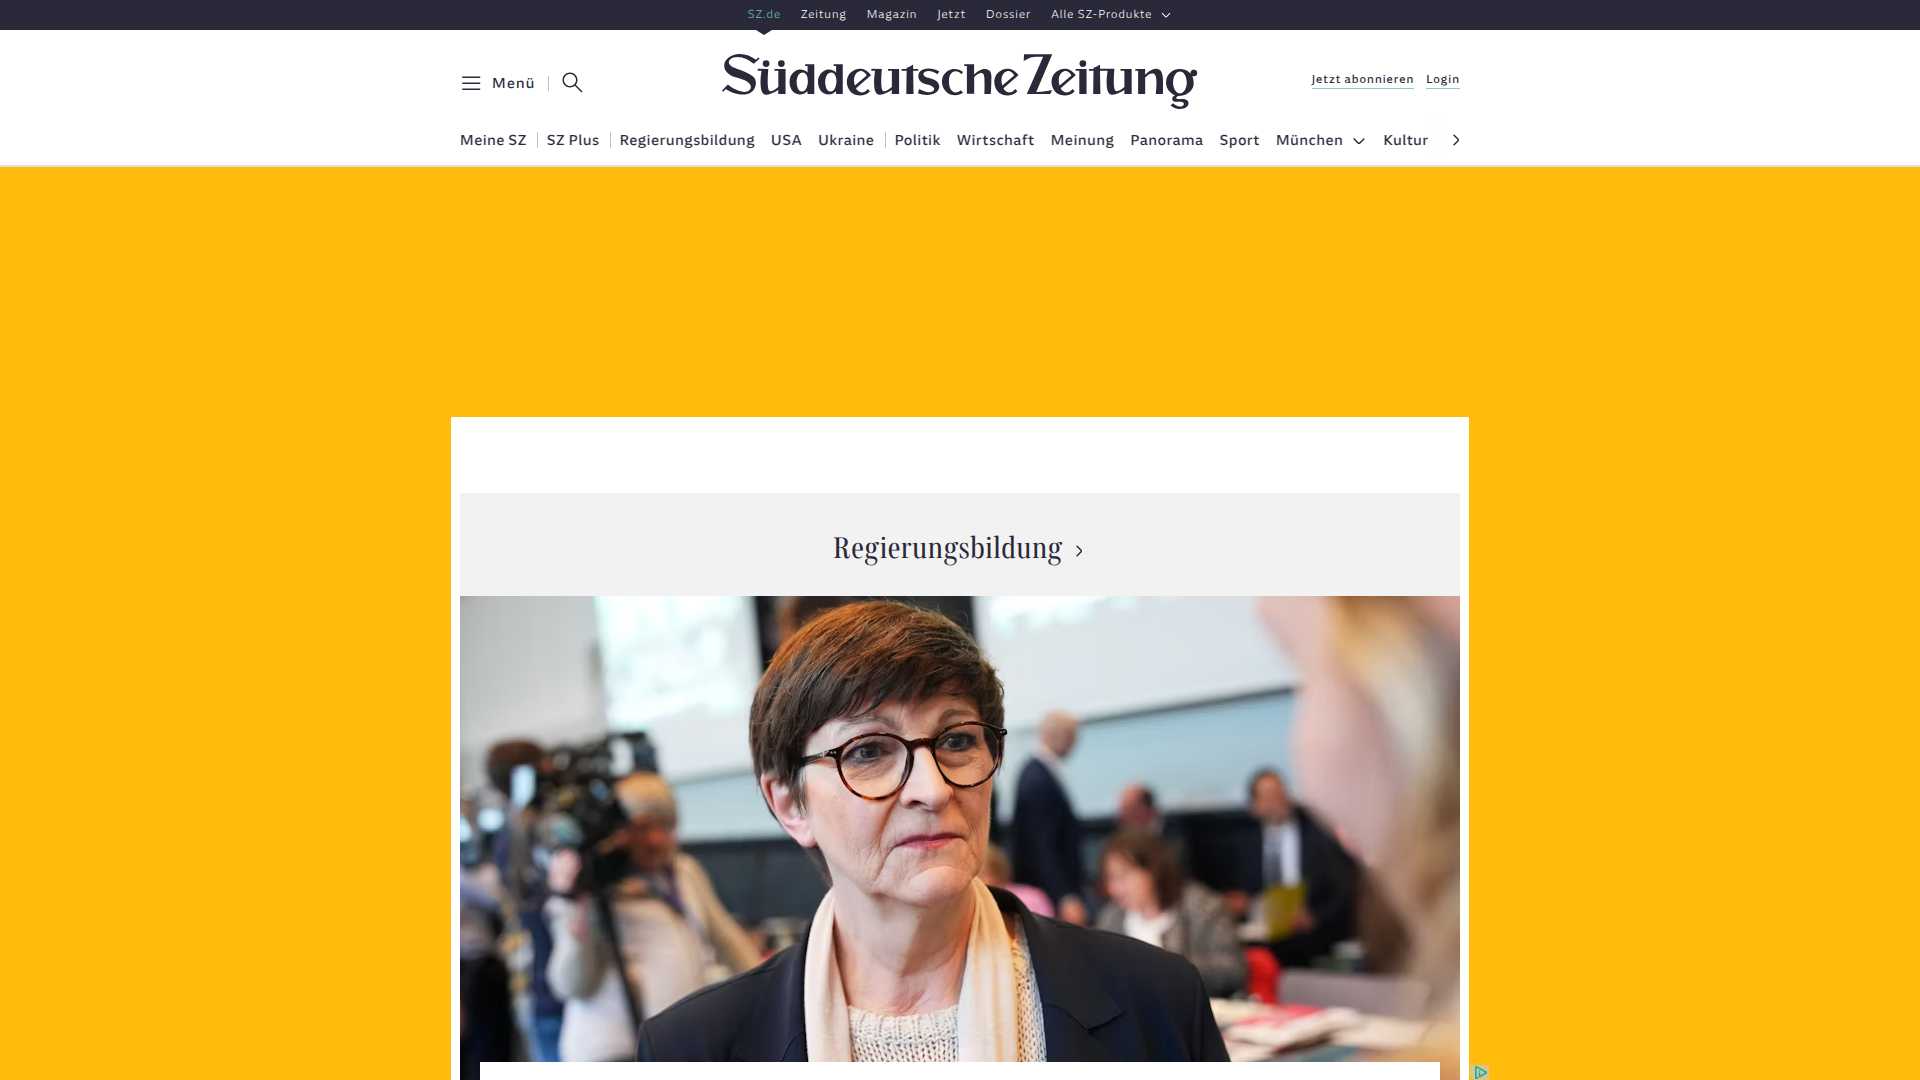 SZ.de Zeitung Magazin Jetzt Dossier Alle SZ-Produkte
Menü
Süddeutsche Zeitung
Jetzt abonnieren Login
Meine SZ SZ Plus Regierungsbildung USA Ukraine Politik Wirtschaft Meinung Panorama Sport München Kultur
Regierungsbildung